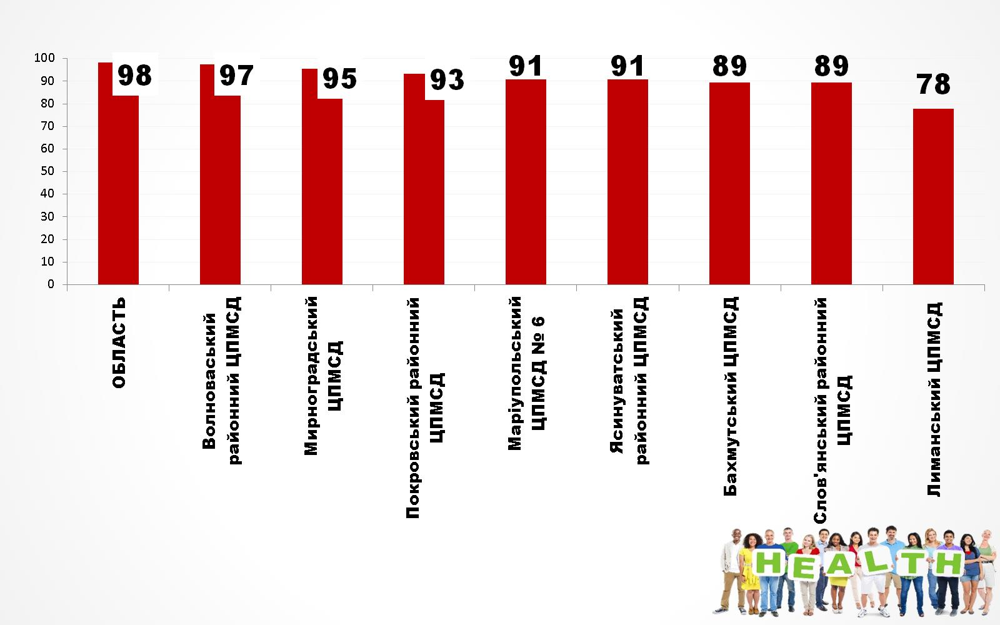 100
90
80
70
60
50
40
30
20
10
0
98
97
95
93
91
91
89
89
78
ОБЛАСТЬ
Волноваський
районний ЦПМСД
Мирноградський
ЦПМСД
Покровський районний
ЦПМСД
Маріупольський
ЦПМСД № 6
Ясинуватський
районний ЦПМСД
Бахмутський ЦПМСД
Слов'янський районний
ЦПМСД
Лиманський ЦПМСД
HEALTH